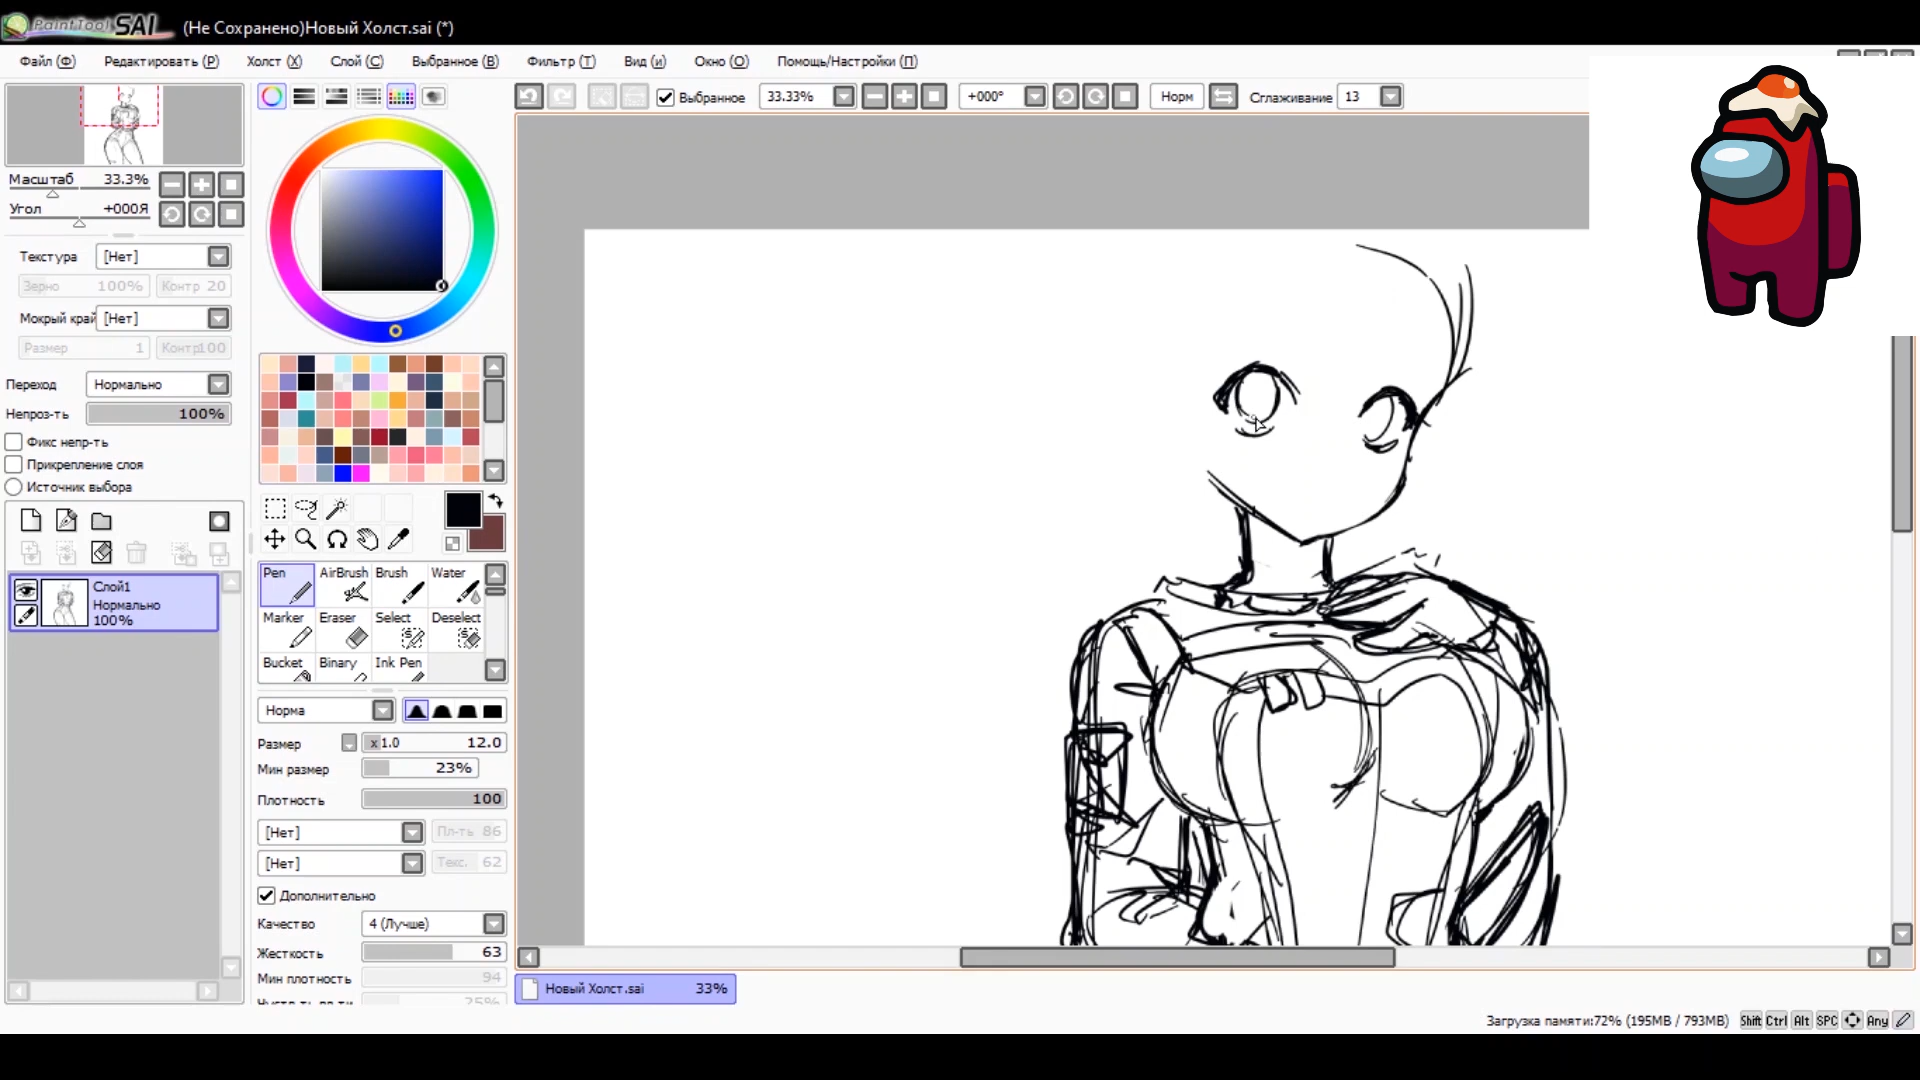 PaintTool SAI (Не Сохранено)Новый Холст.sai (*)
Файл (Ф) Редактировать (Р) Холст (Х) Слой (С) Выбранное (В) Фильтр (Т) Вид (и) Окно (О) Помощь/Настройки (П)
Выбранное 33.33% +000° Норм Сглаживание 13
Масштаб 33.3%
Угол +000Я
Текстура [Нет]
Зерно 100% Контр 20
Мокрый край [Нет]
Размер 1 Контр 100
Переход Нормально
Непроз-ть 100%
Фикс непр-ть
Прикрепление слоя
Источник выбора
Слой1
Нормально
100%
Pen AirBrush Brush Water
Marker Eraser Select Deselect
Bucket Binary Ink Pen
Норма
Размер x1.0 12.0
Мин размер 23%
Плотность 100
[Нет] Пл-ть 86
[Нет] Текс. 62
Дополнительно
Качество 4 (Лучше)
Жесткость 63
Мин плотность 94
25%
Новый Холст.sai 33%
Загрузка памяти:72% (195MB / 793MB) Shift Ctrl Alt SPC Any